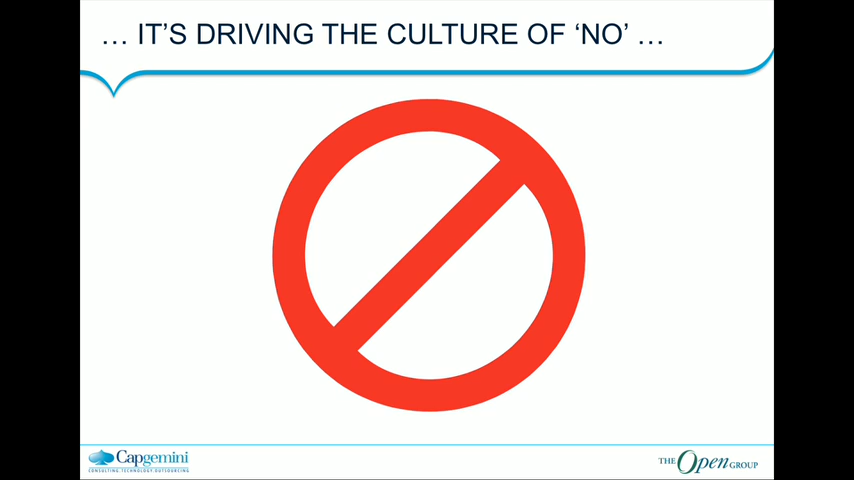 … IT’S DRIVING THE CULTURE OF ‘NO’ …
Capgemini
CONSULTING.TECHNOLOGY.OUTSOURCING
THE Open GROUP